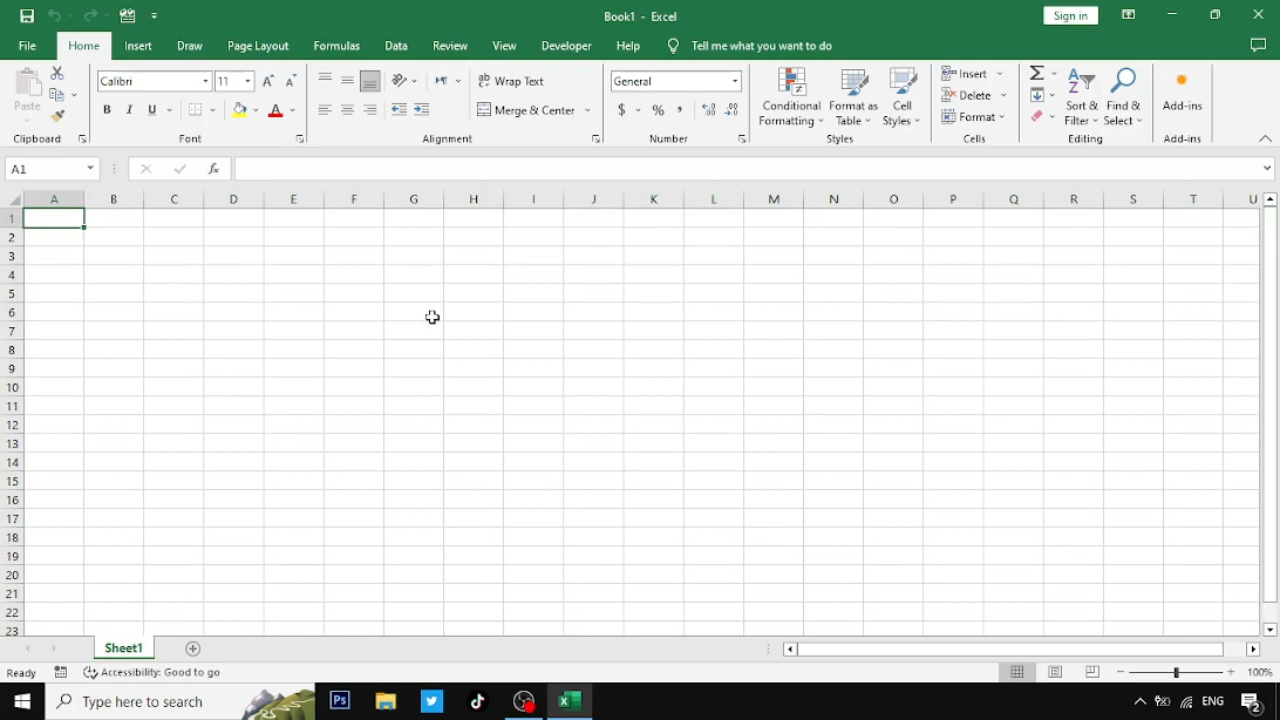 Book1 - Excel
Sign in
File Home Insert Draw Page Layout Formulas Data Review View Developer Help Tell me what you want to do
Paste
Calibri 11
B I U
Wrap Text
Merge & Center
General
$ % ,
Conditional Formatting
Format as Table
Cell Styles
Insert
Delete
Format
Sort & Filter
Find & Select
Add-ins
Clipboard Font Alignment Number Styles Cells Editing Add-ins
A1 fx
A B C D E F G H I J K L M N O P Q R S T U
1
2
3
4
5
6
7
8
9
10
11
12
13
14
15
16
17
18
19
20
21
22
23
Sheet1
Ready Accessibility: Good to go 100%
Type here to search Ps ENG 2